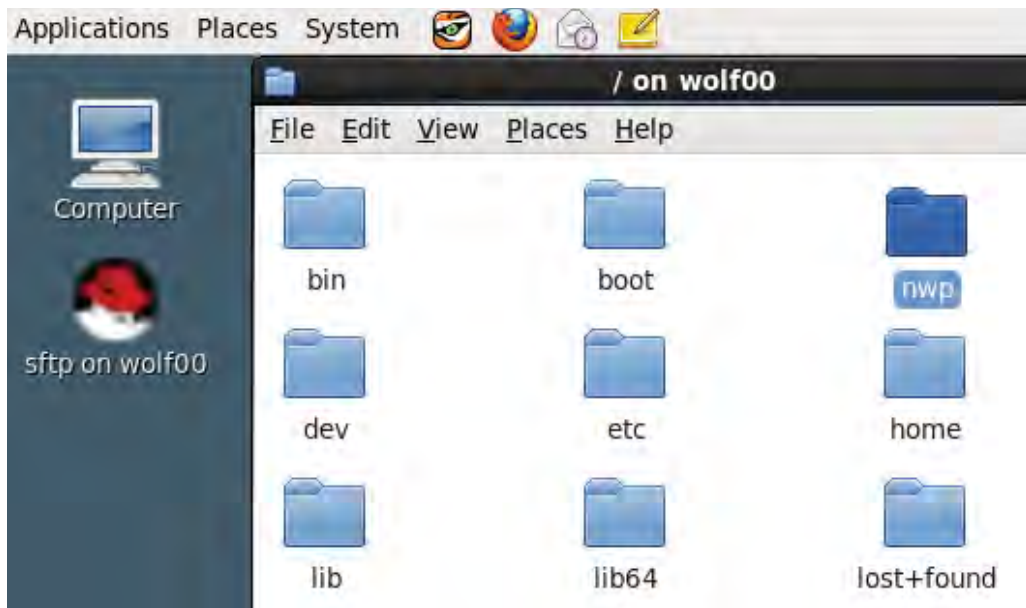 Applications Places System
/ on wolf00
File Edit View Places Help
Computer
sftp on wolf00
bin boot nwp
dev etc home
lib lib64 lost+found